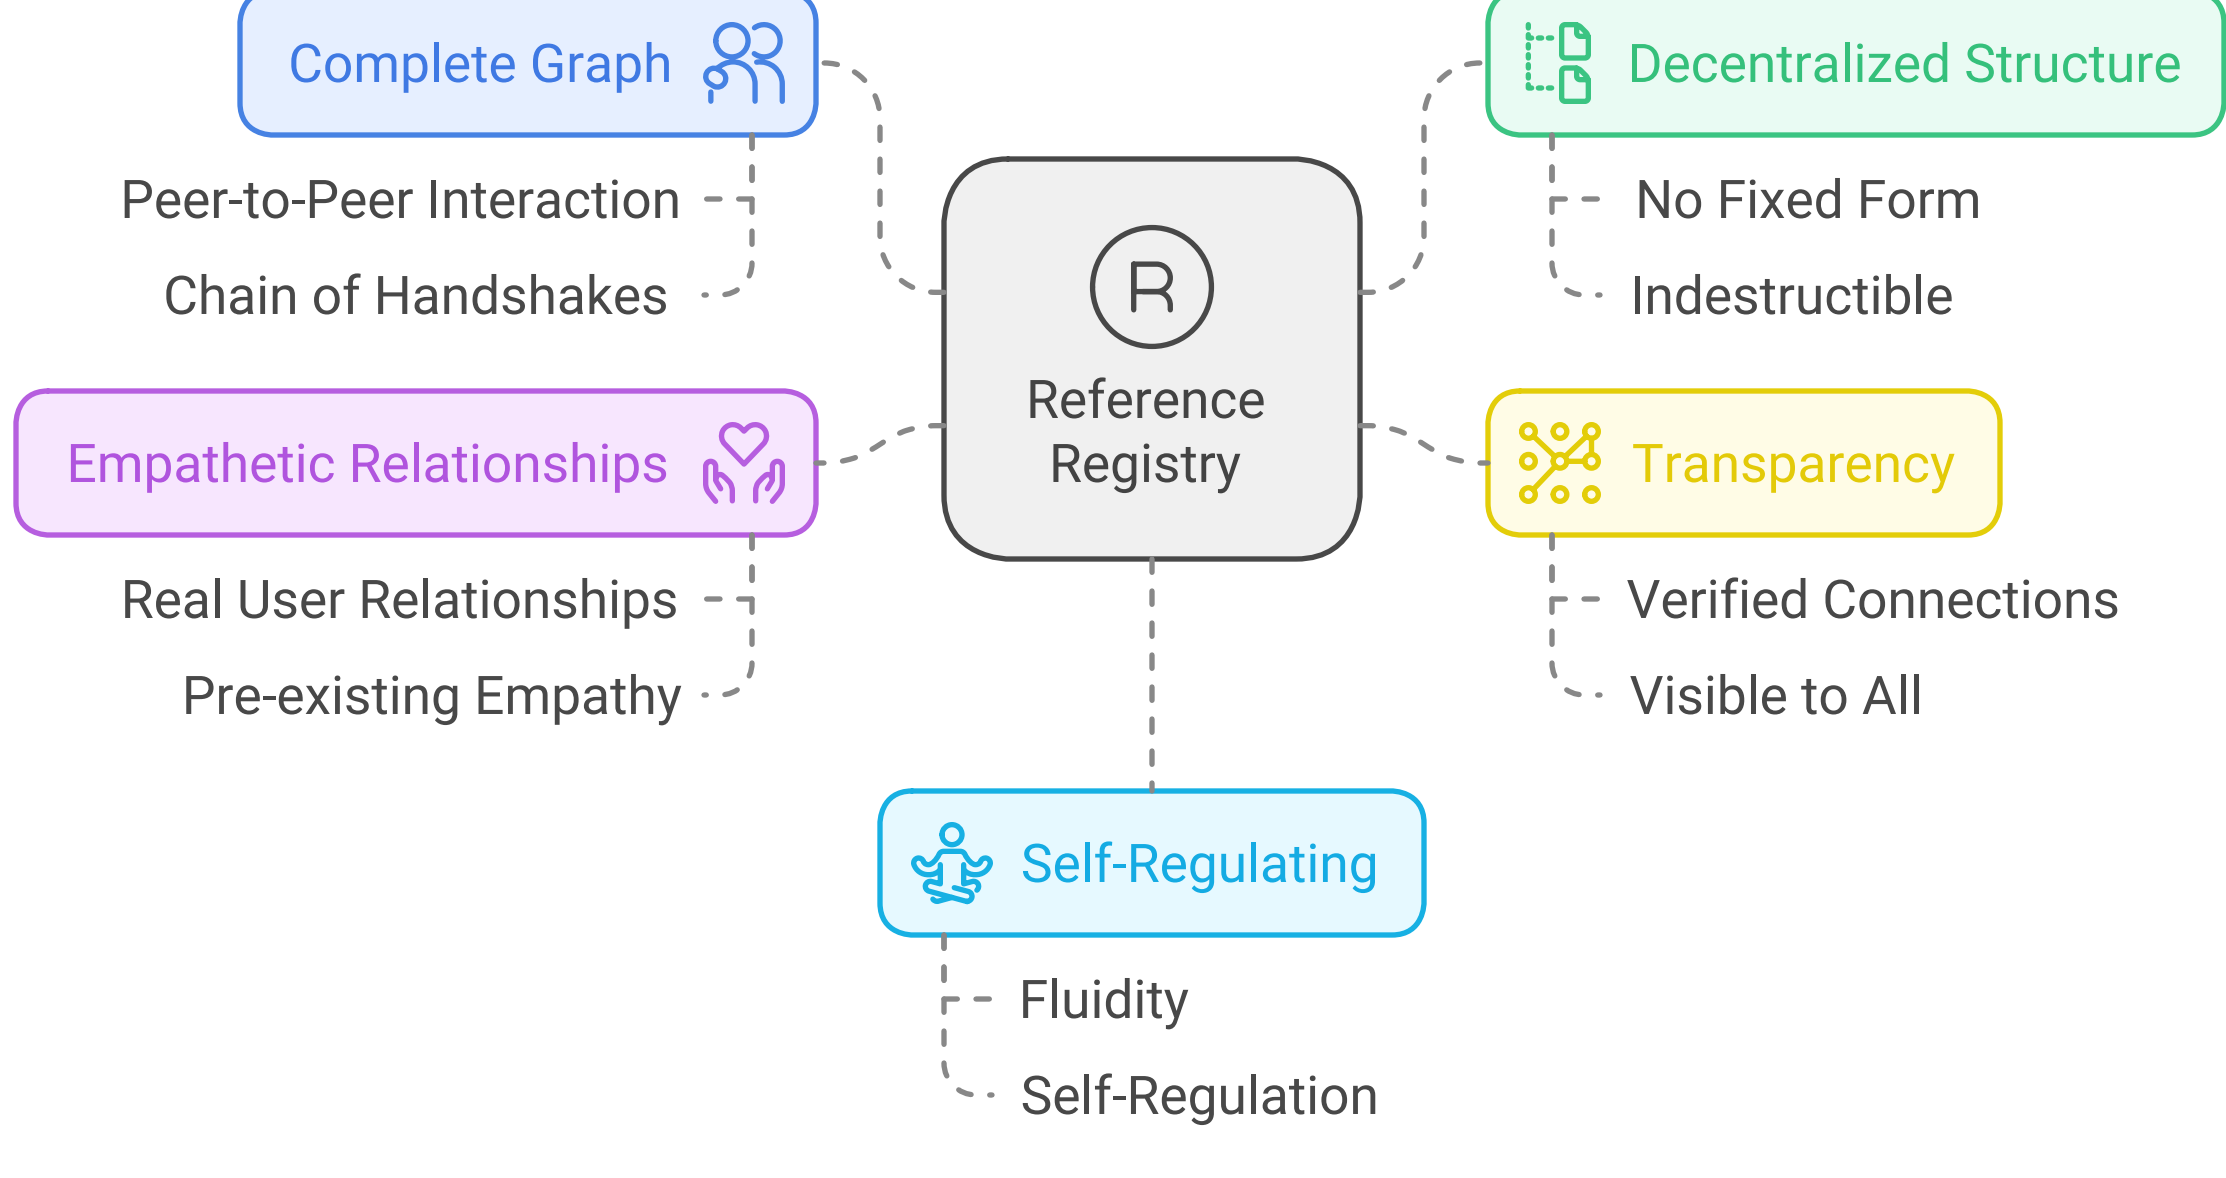 Complete Graph
Peer-to-Peer Interaction
Chain of Handshakes
Empathetic Relationships
Real User Relationships
Pre-existing Empathy
R
Reference
Registry
Decentralized Structure
No Fixed Form
Indestructible
Transparency
Verified Connections
Visible to All
Self-Regulating
Fluidity
Self-Regulation